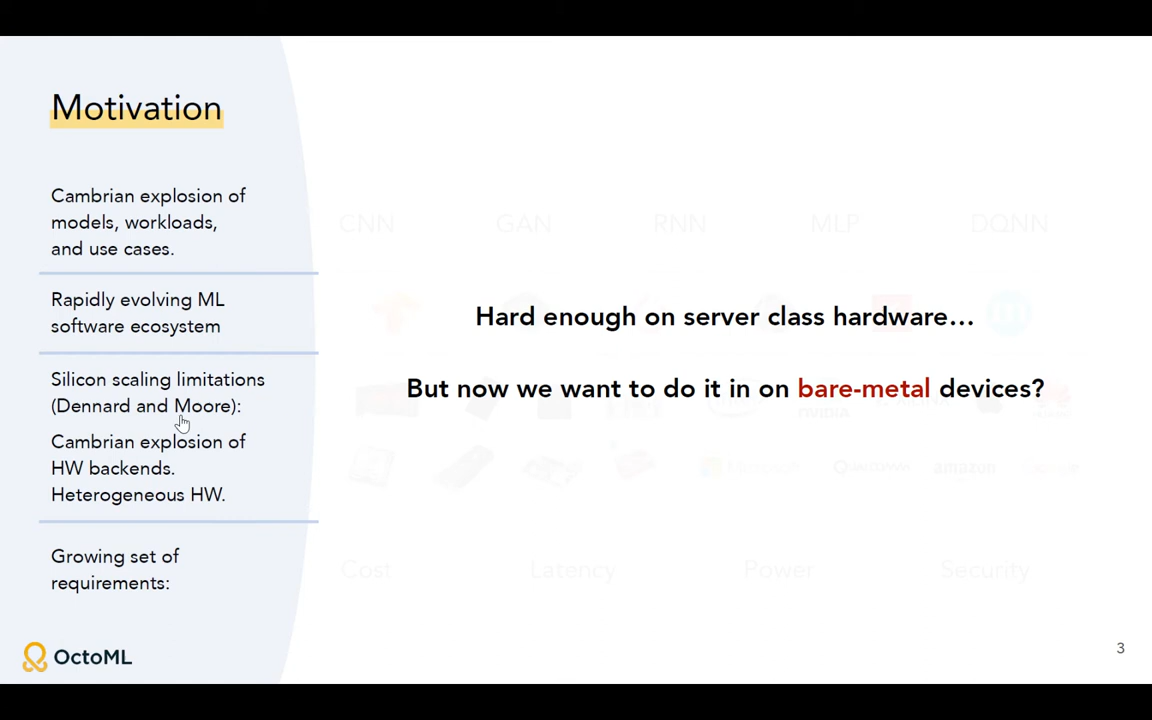 Motivation
Cambrian explosion of
models, workloads,
and use cases.
CNN GAN RNN MLP DQNN
Rapidly evolving ML
software ecosystem
Hard enough on server class hardware…
Silicon scaling limitations
(Dennard and Moore):
But now we want to do it in on bare-metal devices?
Cambrian explosion of
HW backends.
Heterogeneous HW.
Microsoft Qualcomm amazon
Growing set of
requirements:
Cost Latency Power Security
OctoML
3